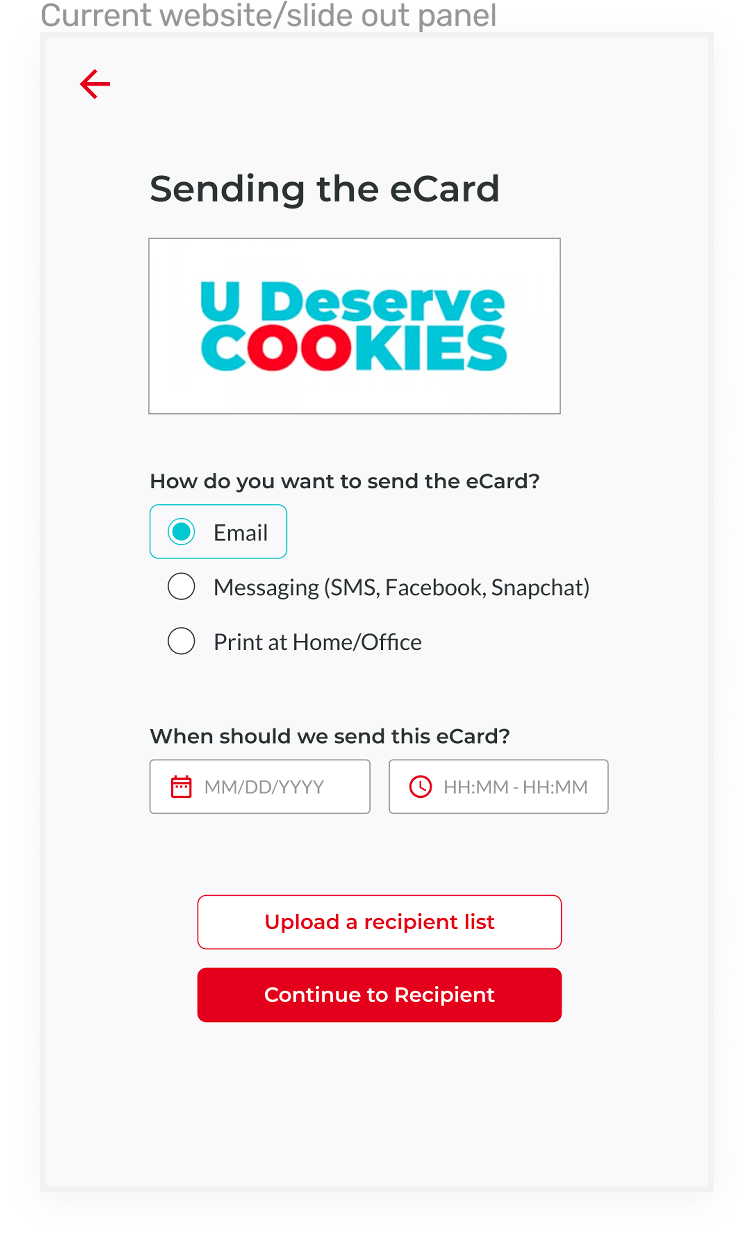 Current website/slide out panel
Sending the eCard
U Deserve
COOKIES
How do you want to send the eCard?
Email
Messaging (SMS, Facebook, Snapchat)
Print at Home/Office
When should we send this eCard?
MM/DD/YYYY
HH:MM - HH:MM
Upload a recipient list
Continue to Recipient